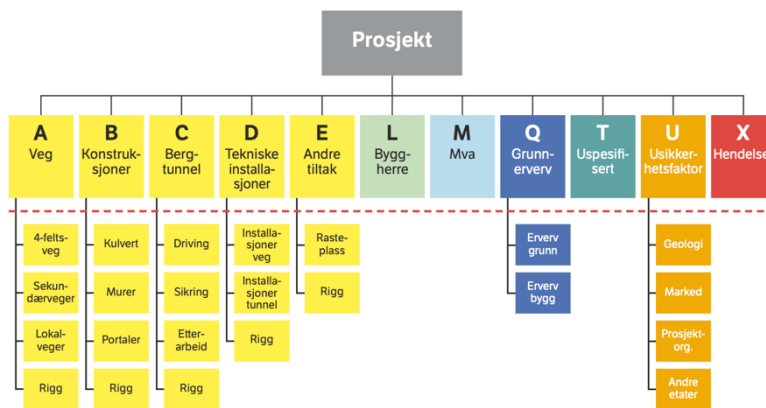 Prosjekt
A
Veg
B
Konstruk-
sjoner
C
Berg-
tunnel
D
Tekniske
installa-
sjoner
E
Andre
tiltak
L
Bygg-
herre
M
Mva
Q
Grunn-
erverv
T
Uspesifi-
sert
U
Usikker-
hetsfaktor
X
Hendelse
4-felts-
veg
Sekun-
dærveger
Lokal-
veger
Rigg
Kulvert
Murer
Portaler
Rigg
Driving
Sikring
Etter-
arbeid
Rigg
Installa-
sjoner
veg
Installa-
sjoner
tunnel
Rigg
Raste-
plass
Rigg
Erverv
grunn
Erverv
bygg
Geologi
Marked
Prosjekt-
org.
Andre
etater